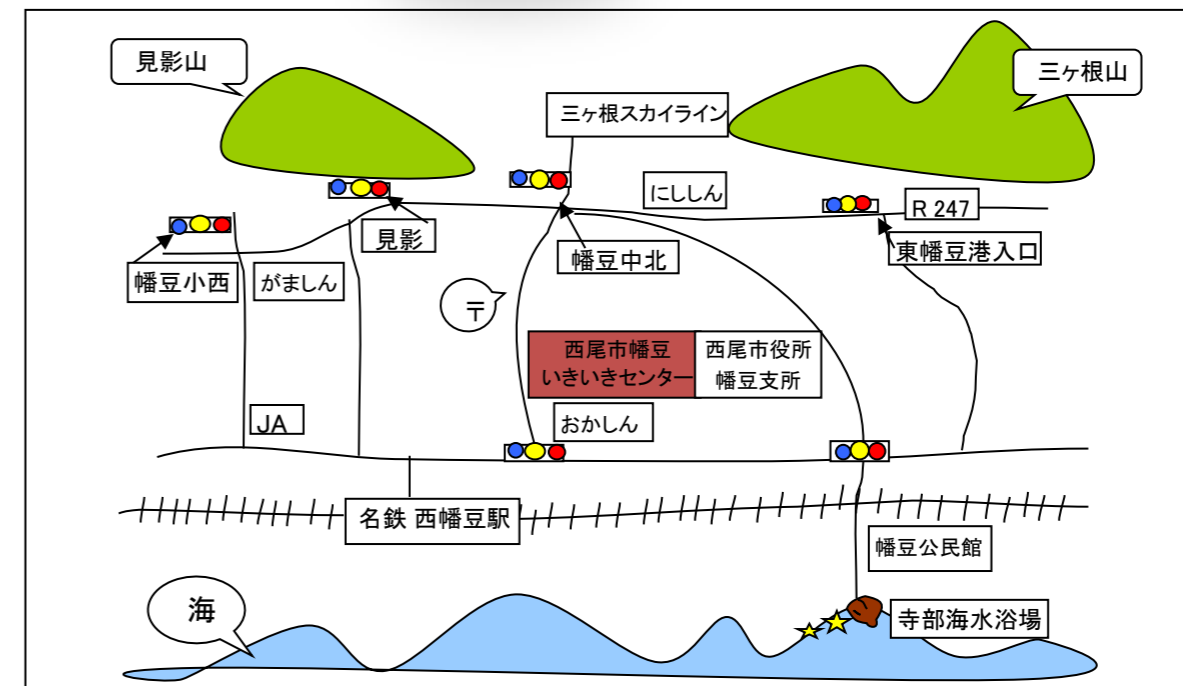 見影山
三ヶ根山
三ヶ根スカイライン
にししん
R 247
見影
幡豆中北
東幡豆港入口
幡豆小西
がましん
〒
西尾市幡豆
いきいきセンター
西尾市役所
幡豆支所
おかしん
JA
名鉄 西幡豆駅
幡豆公民館
海
寺部海水浴場